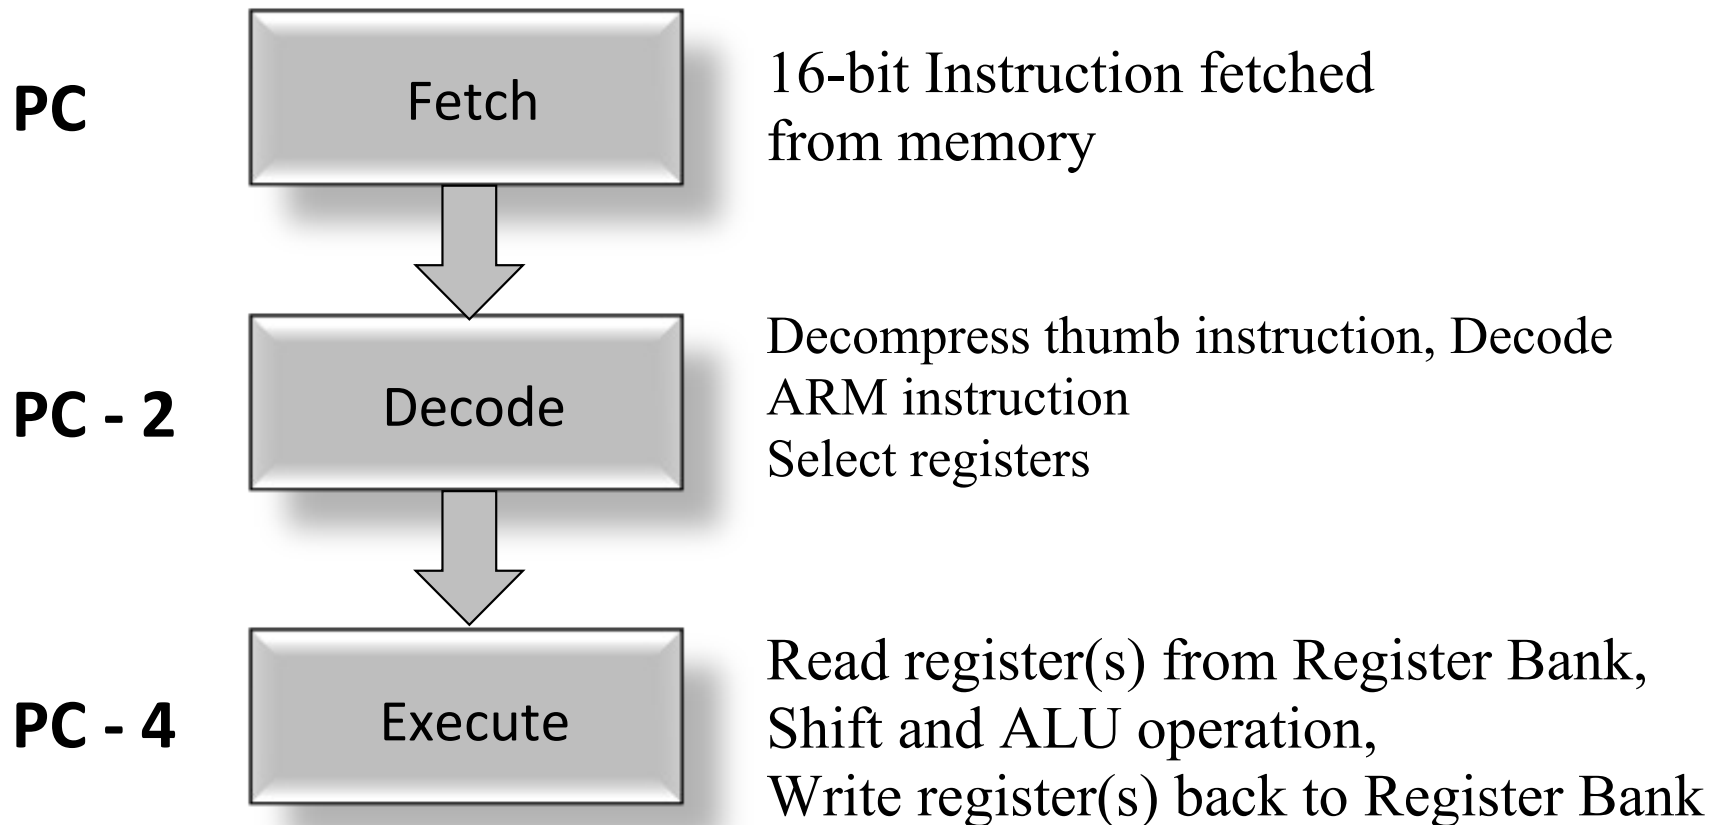 PC
Fetch
16-bit Instruction fetched
from memory
PC - 2
Decode
Decompress thumb instruction, Decode
ARM instruction
Select registers
PC - 4
Execute
Read register(s) from Register Bank,
Shift and ALU operation,
Write register(s) back to Register Bank